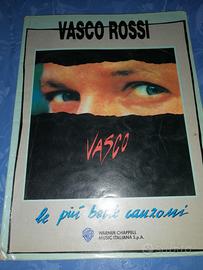 VASCO ROSSI
VASCO
le più belle canzoni
WARNER CHAPPELL
MUSIC ITALIANA S.p.A.